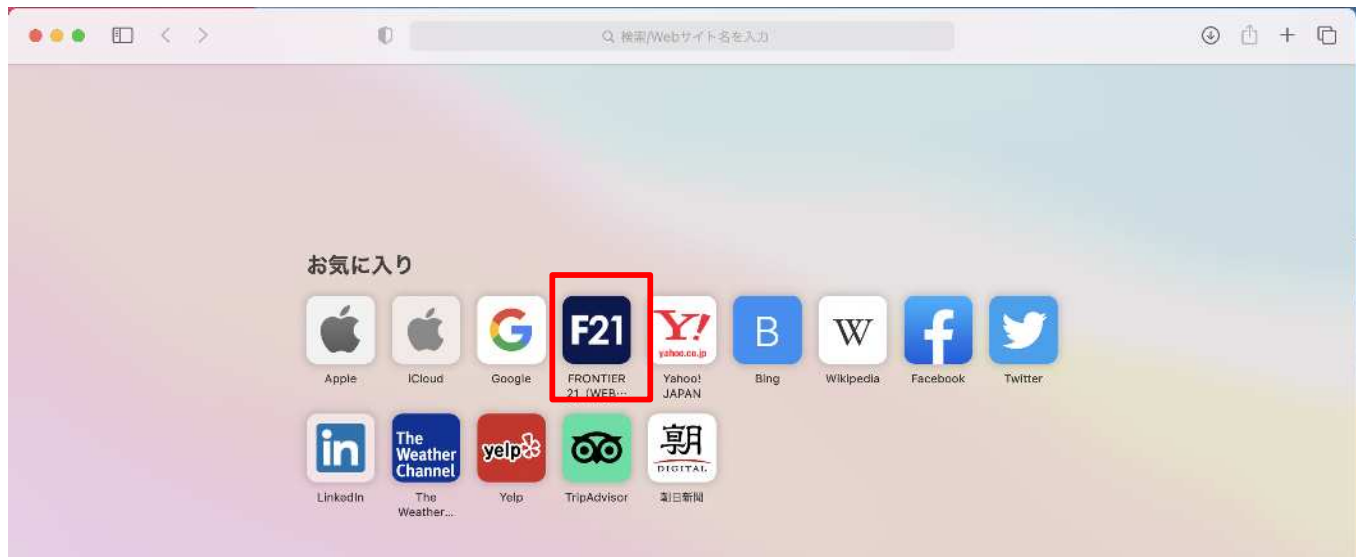 検索/Webサイト名を入力
お気に入り
F21
Y!
yahoo.co.jp
B
W
Apple
iCloud
Google
FRONTIER
21（WEB…
Yahoo!
JAPAN
Bing
Wikipedia
Facebook
Twitter
in
The
Weather
Channel
yelp
朝
DIGITAL
LinkedIn
The
Weather...
Yelp
TripAdvisor
朝日新聞